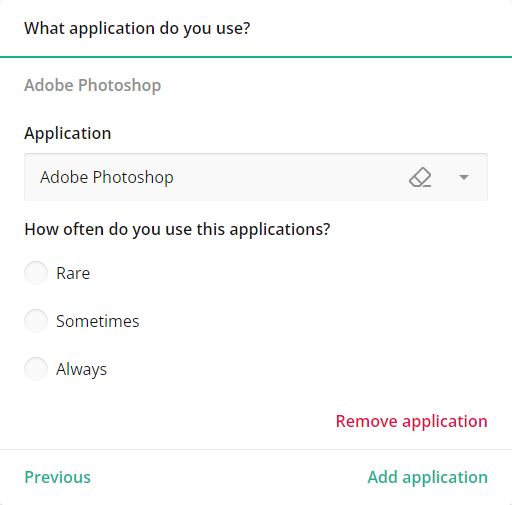 What application do you use?
Adobe Photoshop
Application
Adobe Photoshop
How often do you use this applications?
Rare
Sometimes
Always
Remove application
Previous
Add application